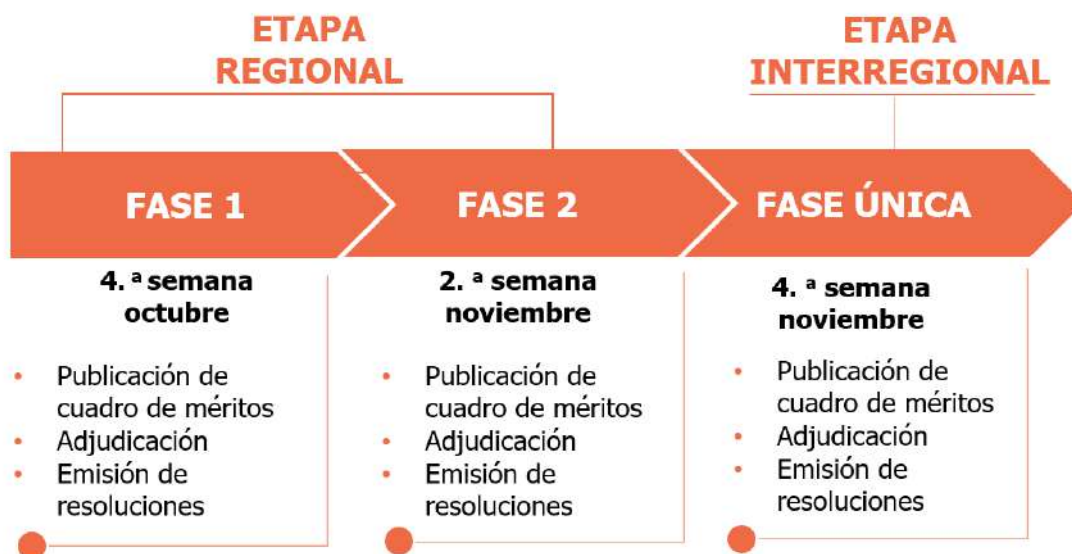 ETAPA
REGIONAL
ETAPA
INTERREGIONAL
FASE 1
FASE 2
FASE ÚNICA
4. ª semana
octubre
• Publicación de
cuadro de méritos
• Adjudicación
• Emisión de
resoluciones
2. ª semana
noviembre
• Publicación de
cuadro de méritos
• Adjudicación
• Emisión de
resoluciones
4. ª semana
noviembre
• Publicación de
cuadro de méritos
• Adjudicación
• Emisión de
resoluciones